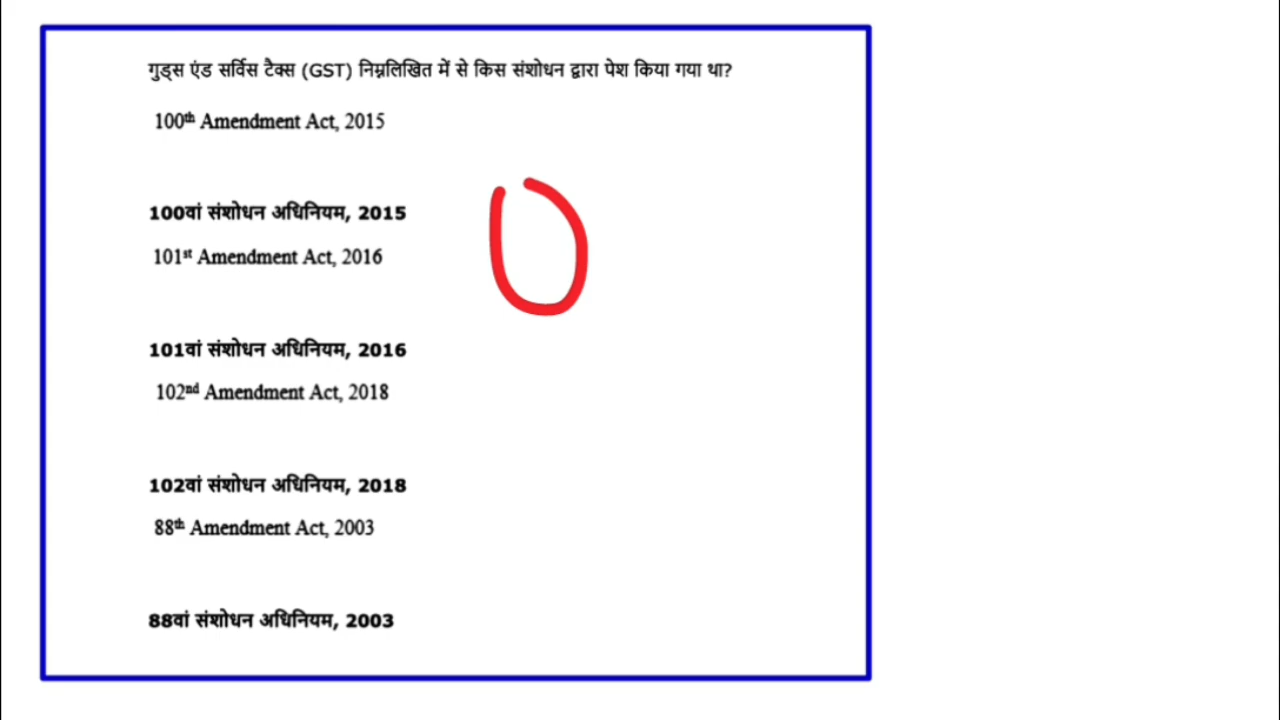 गुड्स एंड सर्विस टैक्स (GST) निम्नलिखित में से किस संशोधन द्वारा पेश किया गया था?
100th Amendment Act, 2015
100वां संशोधन अधिनियम, 2015
101st Amendment Act, 2016
101वां संशोधन अधिनियम, 2016
102nd Amendment Act, 2018
102वां संशोधन अधिनियम, 2018
88th Amendment Act, 2003
88वां संशोधन अधिनियम, 2003